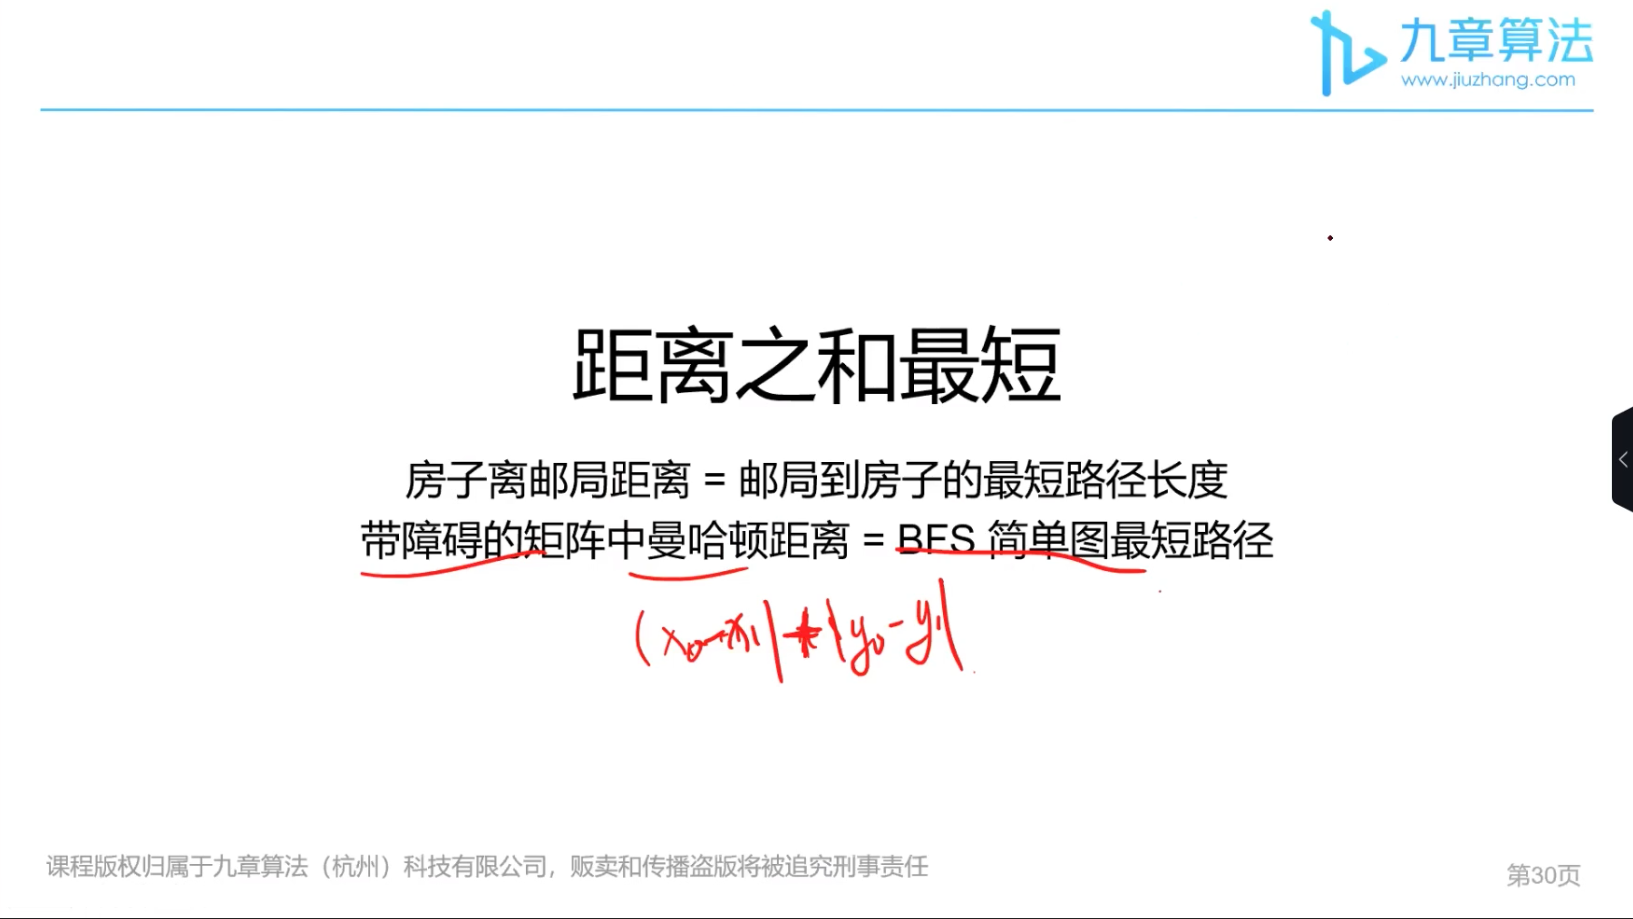 九章算法
www.jiuzhang.com
距离之和最短
房子离邮局距离 = 邮局到房子的最短路径长度
带障碍的矩阵中曼哈顿距离 = BFS 简单图最短路径
(x₀-x₁|+|y₀-y₁|
课程版权归属于九章算法（杭州）科技有限公司，贩卖和传播盗版将被追究刑事责任
第30页